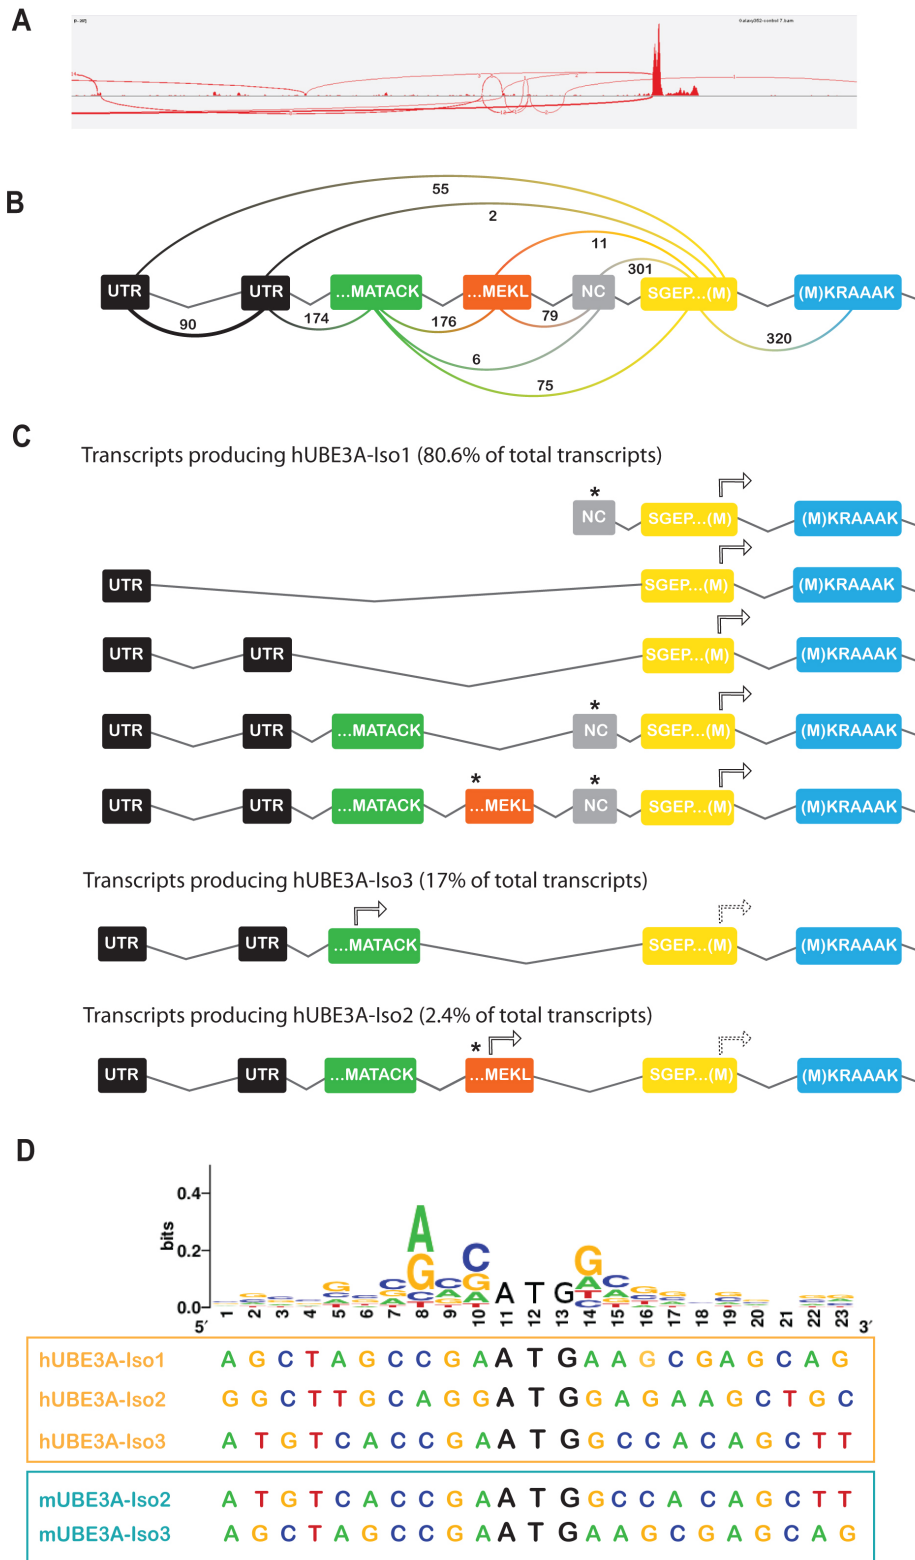 A
B
55
2
11
301
UTR UTR ...MATACK ...MEKL NC SGEP...(M) (M)KRAAAK
90 174 176 79 320
6
75
C
Transcripts producing hUBE3A-Iso1 (80.6% of total transcripts)
*
NC SGEP...(M) (M)KRAAAK
UTR SGEP...(M) (M)KRAAAK
UTR UTR SGEP...(M) (M)KRAAAK
*
UTR UTR ...MATACK NC SGEP...(M) (M)KRAAAK
* *
UTR UTR ...MATACK ...MEKL NC SGEP...(M) (M)KRAAAK
Transcripts producing hUBE3A-Iso3 (17% of total transcripts)
UTR UTR ...MATACK SGEP...(M) (M)KRAAAK
Transcripts producing hUBE3A-Iso2 (2.4% of total transcripts)
*
UTR UTR ...MATACK ...MEKL SGEP...(M) (M)KRAAAK
D
bits
0.4
0.2
0.0
A T G
1 2 3 4 5 6 7 8 9 10 11 12 13 14 15 16 17 18 19 20 21 22 23
5′ 3′
hUBE3A-Iso1 A G C T A G C C G A A T G A A G C G A G C A G
hUBE3A-Iso2 G G C T T G C A G G A T G G A G A A G C T G C
hUBE3A-Iso3 A T G T C A C C G A A T G G C C A C A G C T T
mUBE3A-Iso2 A T G T C A C C G A A T G G C C A C A G C T T
mUBE3A-Iso3 A G C T A G C C G A A T G A A G C G A G C A G